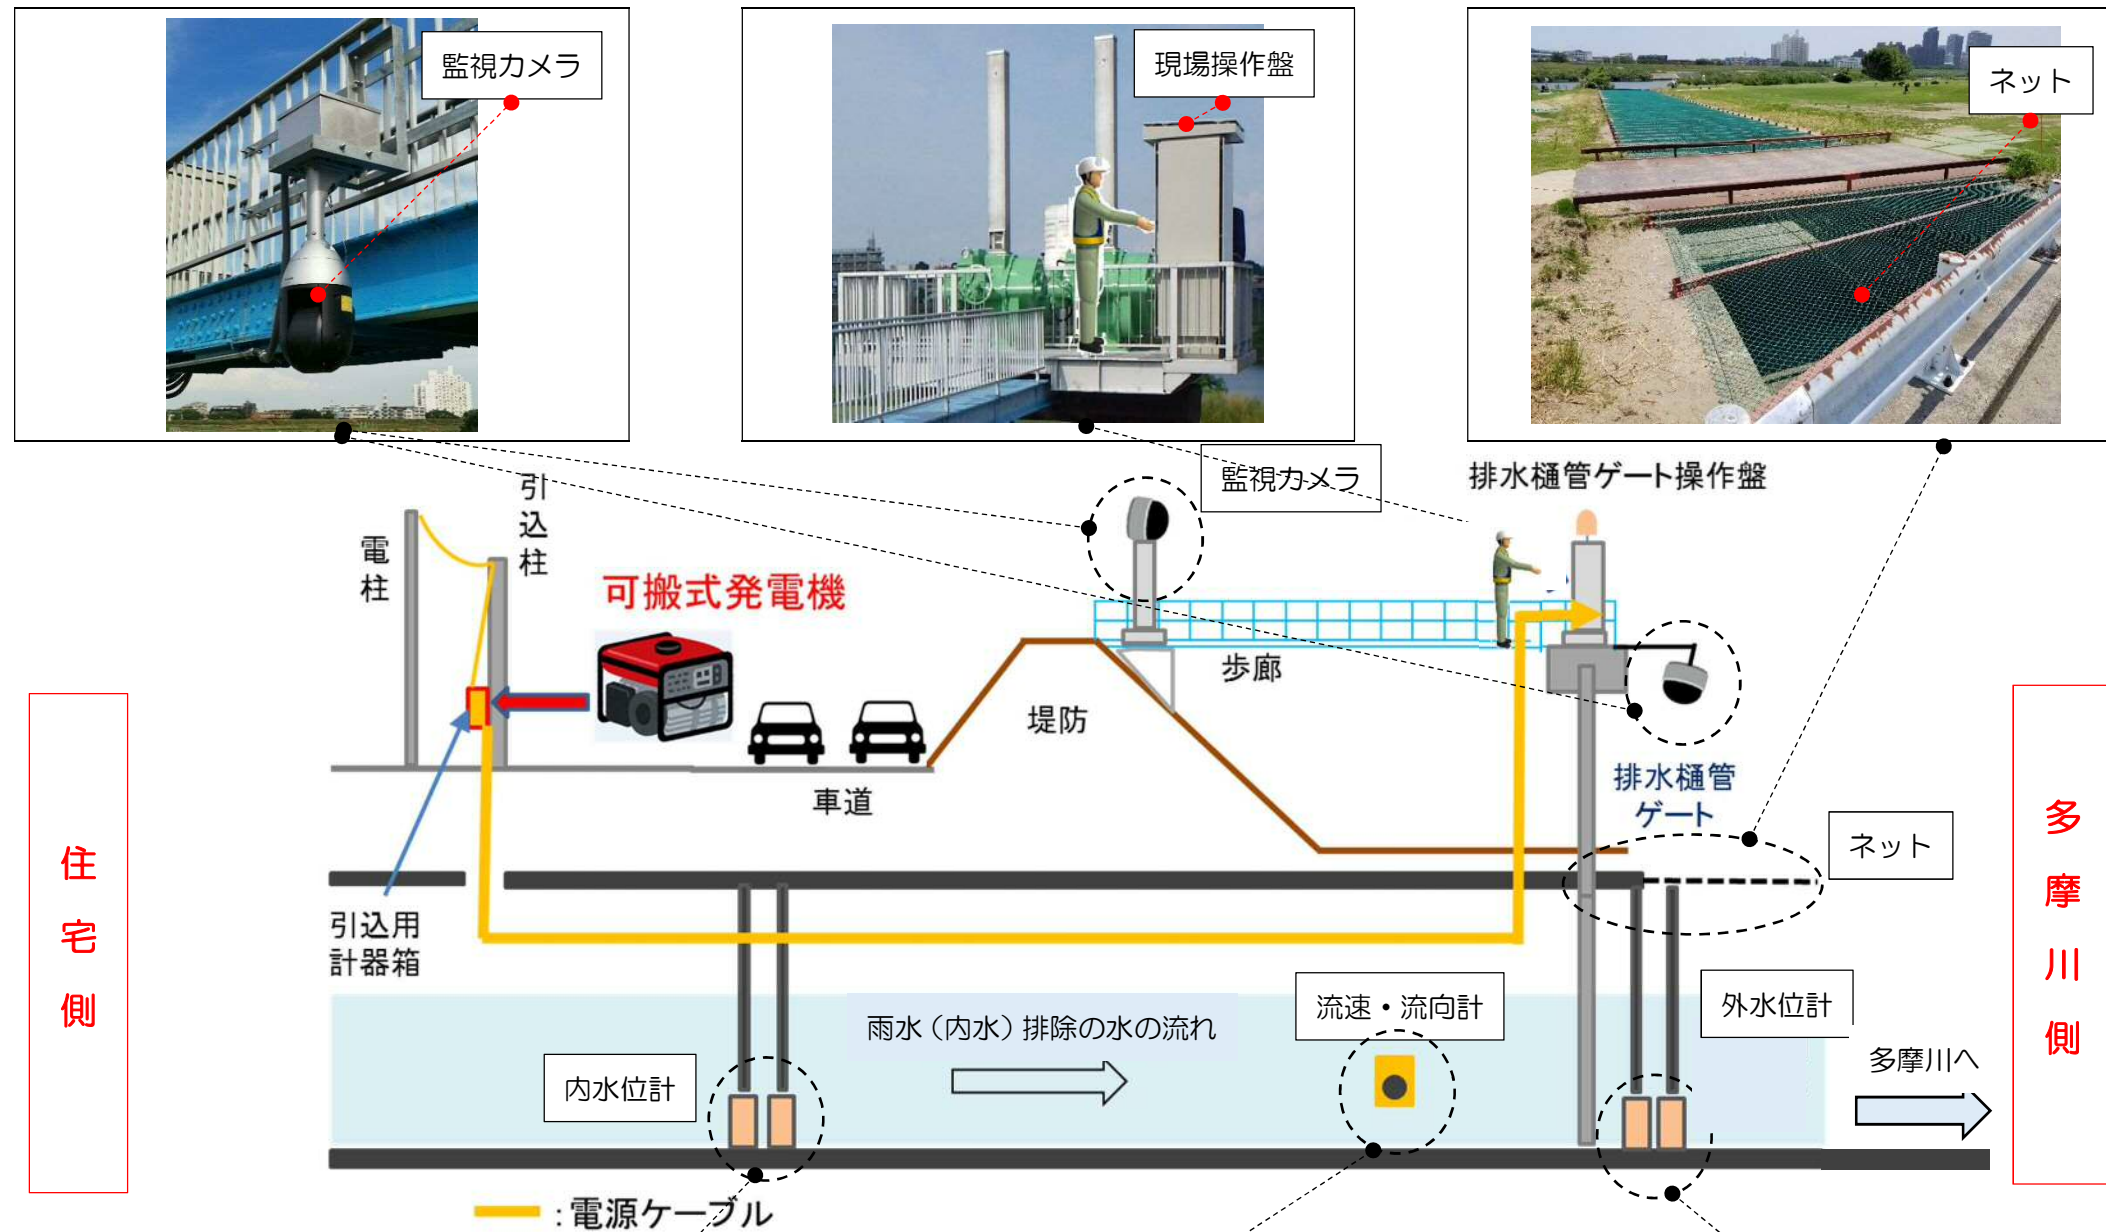 監視カメラ
現場操作盤
ネット
監視カメラ
排水樋管ゲート操作盤
引込柱
電柱
可搬式発電機
歩廊
堤防
車道
排水樋管
ゲート
ネット
住宅側
多摩川側
引込用
計器箱
流速・流向計
外水位計
雨水(内水)排除の水の流れ
内水位計
多摩川へ
:電源ケーブル